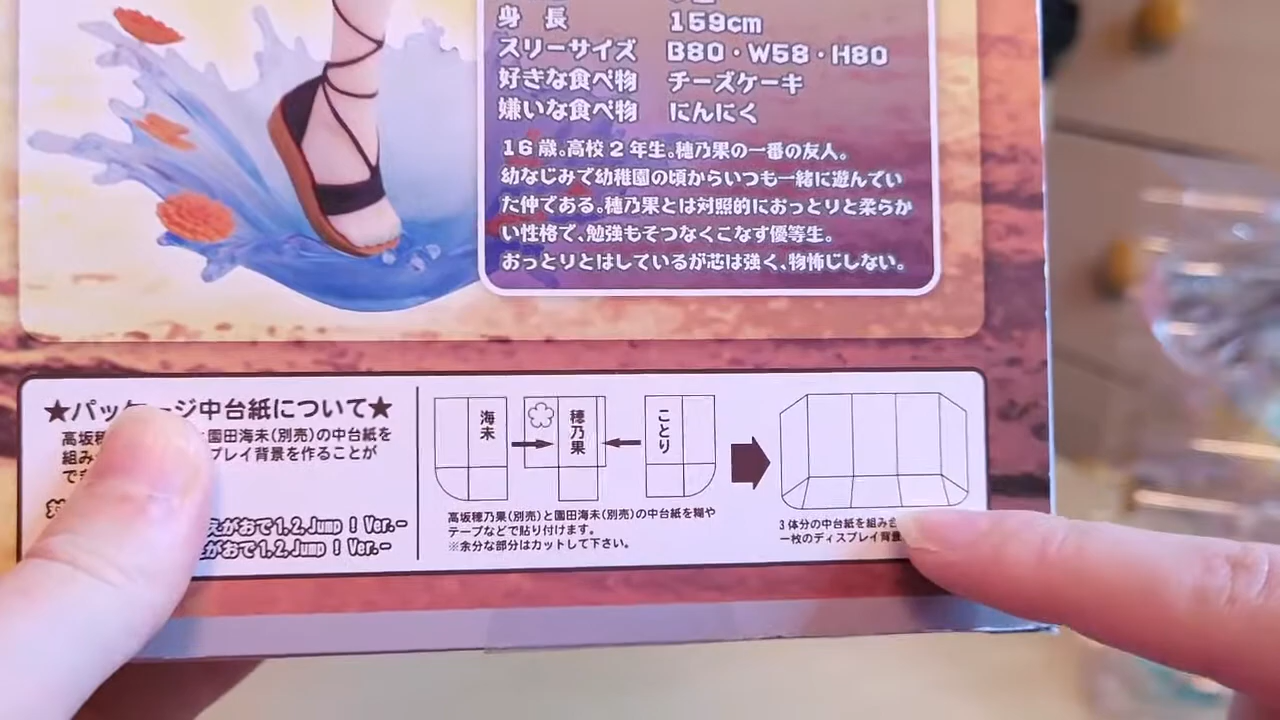 身長 159cm
スリーサイズ B80・W58・H80
好きな食べ物 チーズケーキ
嫌いな食べ物 にんにく
16歳。高校2年生。穂乃果の一番の友人。
幼なじみで幼稚園の頃からいつも一緒に遊んでい
た仲である。穂乃果とは対照的におっとりと柔らか
い性格で、勉強もそつなくこなす優等生。
おっとりとはしているが芯は強く、物怖じしない。
★パッケージ中台紙について★
高坂穂 と園田海未(別売)の中台紙を
組み プレイ背景を作ることが
でき
えがおで1,2,Jump！Ver.-
がおで1,2,Jump！Ver.-
海未
穂乃果
ことり
高坂穂乃果(別売)と園田海未(別売)の中台紙を糊や
テープなどで貼り付けます。
※余分な部分はカットして下さい。
3体分の中台紙を組み合
一枚のディスプレイ背景